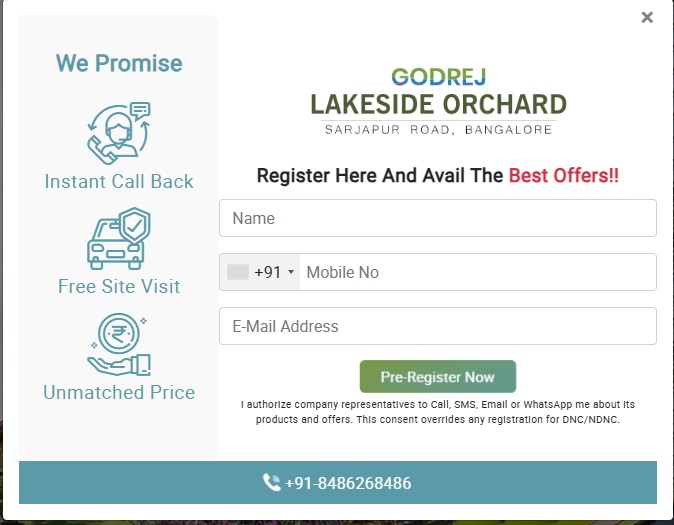 ×
We Promise
Instant Call Back
Free Site Visit
Unmatched Price
GODREJ
LAKESIDE ORCHARD
SARJAPUR ROAD, BANGALORE
Register Here And Avail The Best Offers!!
Name
+91 Mobile No
E-Mail Address
Pre-Register Now
I authorize company representatives to Call, SMS, Email or WhatsApp me about its
products and offers. This consent overrides any registration for DNC/NDNC.
+91-8486268486